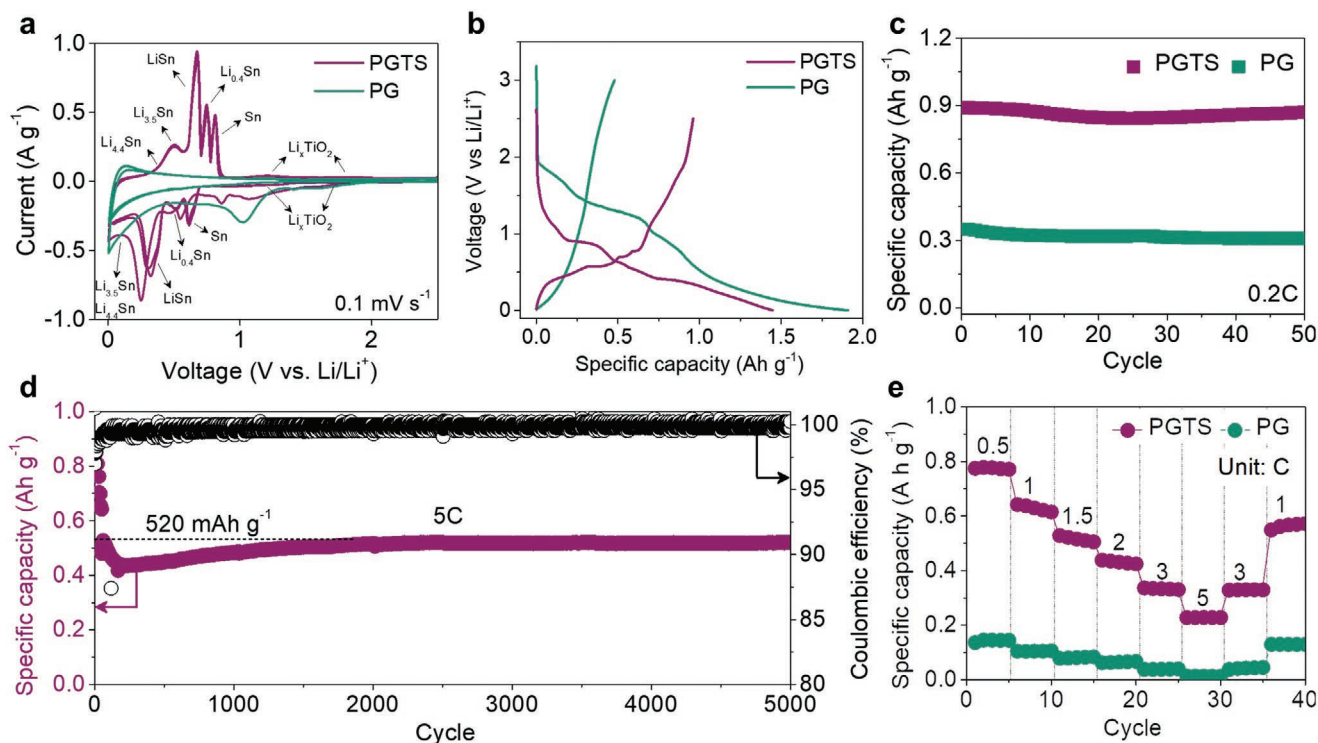 a
1.0
0.5
0.0
-0.5
-1.0
Current (A g⁻¹)
LiSn
Li₀.₄Sn
Li₃.₅Sn
Sn
Li₄.₄Sn
LiₓTiO₂
PGTS
PG
LiₓTiO₂
Sn
Li₀.₄Sn
Li₃.₅Sn
LiSn
Li₄.₄Sn
0.1 mV s⁻¹
0 1 2
Voltage (V vs. Li/Li⁺)
b
3
2
1
0
Voltage (V vs Li/Li⁺)
PGTS
PG
0.0 0.5 1.0 1.5 2.0
Specific capacity (Ah g⁻¹)
c
1.2
0.9
0.6
0.3
0.0
Specific capacity (Ah g⁻¹)
PGTS PG
0.2C
0 10 20 30 40 50
Cycle
d
1.0
0.8
0.6
0.4
0.2
0.0
Specific capacity (Ah g⁻¹)
520 mAh g⁻¹
5C
100
95
90
85
80
Coulombic efficiency (%)
0 1000 2000 3000 4000 5000
Cycle
e
1.0
0.8
0.6
0.4
0.2
0.0
Specific capacity (A h g⁻¹)
PGTS PG
Unit: C
0.5
1
1.5
2
3
5
3
1
0 10 20 30 40
Cycle